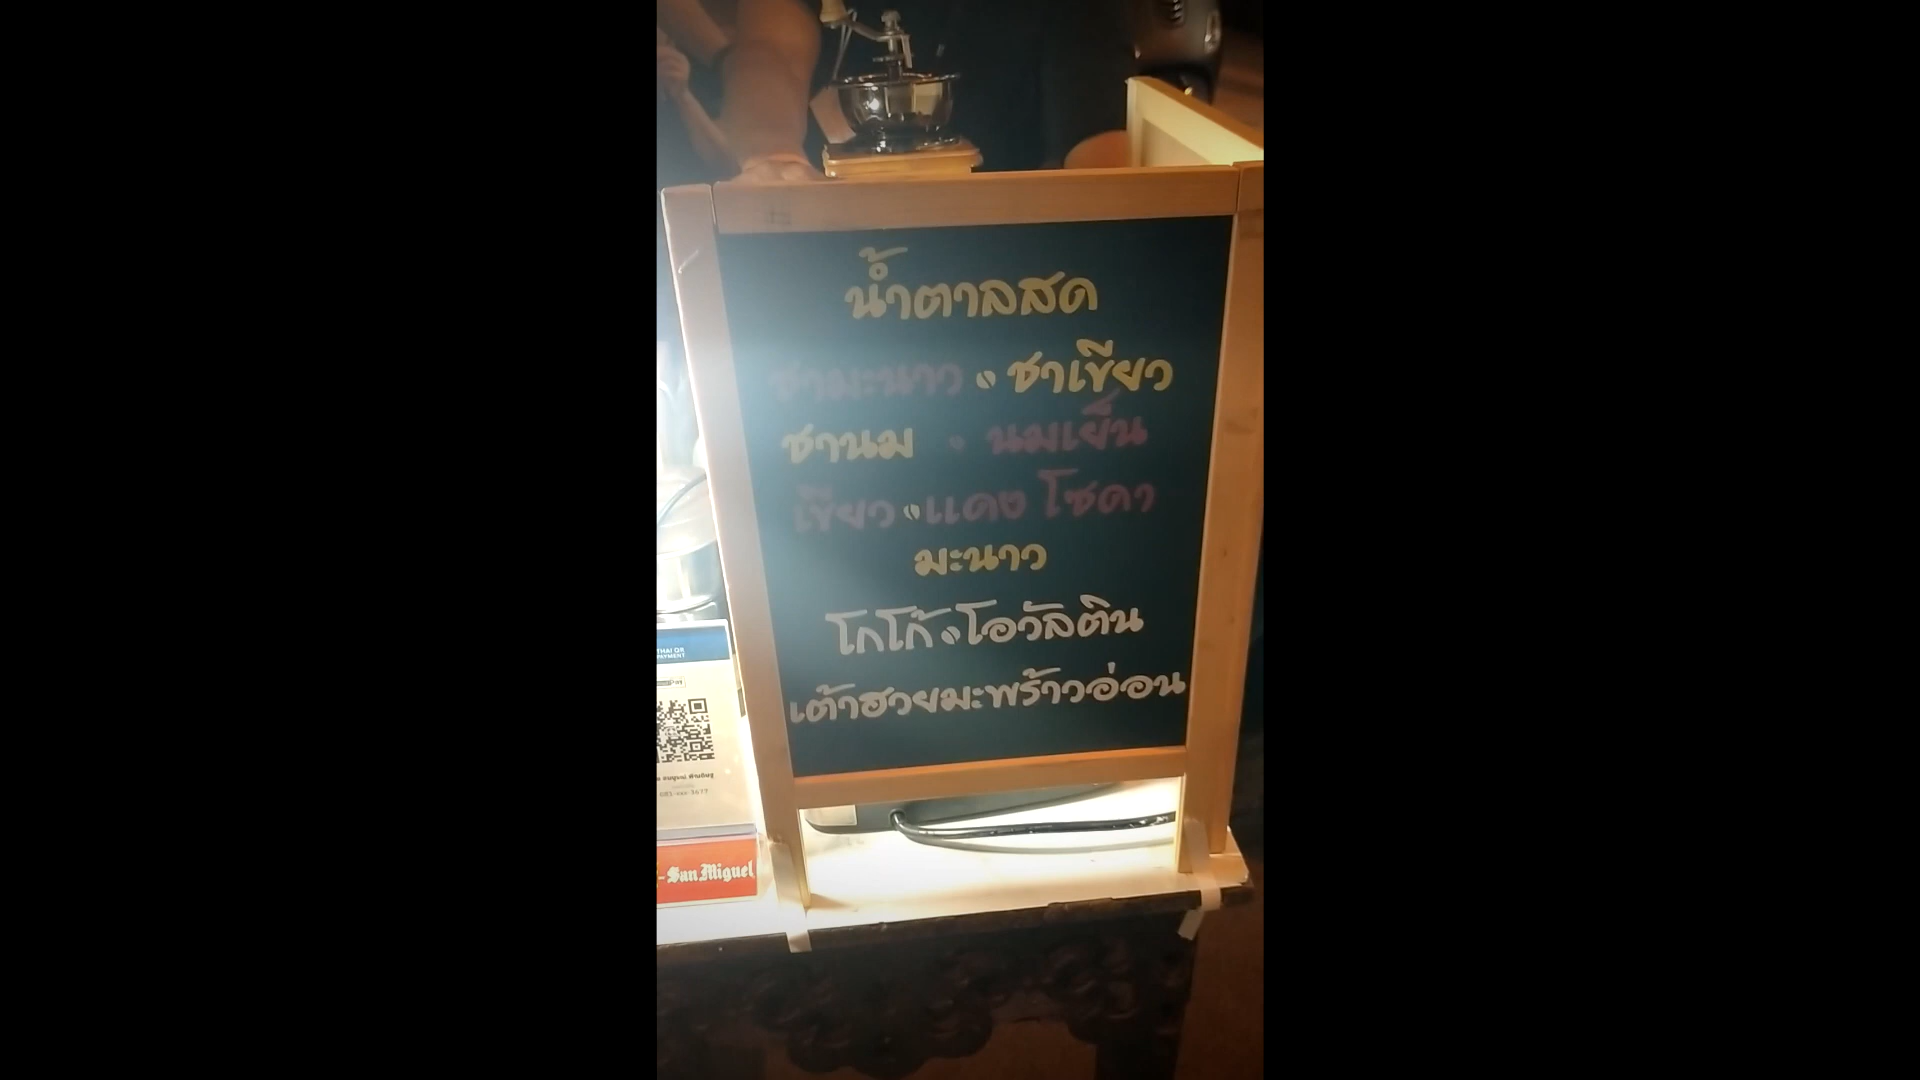 น้ำตาลสด
ชามะนาว ชาเขียว
ชานม นมเย็น
เขียว แดง โซดา
มะนาว
โกโก้ โอวัลติน
เต้าฮวยมะพร้าวอ่อน
THAI QR
PAYMENT
San Miguel